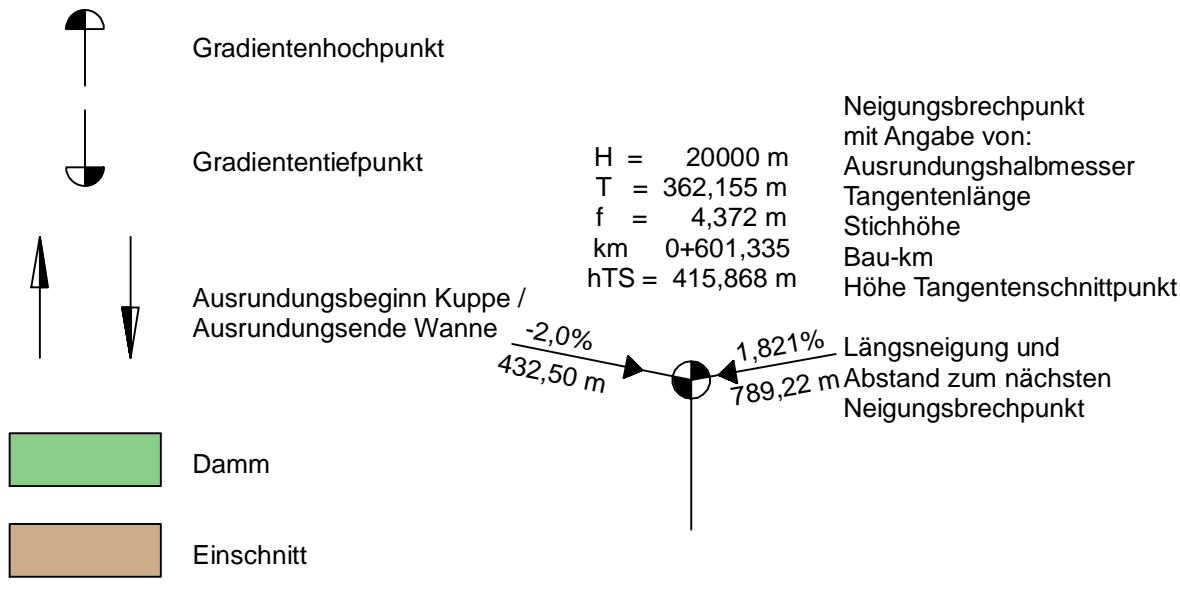 Gradientenhochpunkt
Gradiententiefpunkt
Ausrundungsbeginn Kuppe /
Ausrundungsende Wanne
Damm
Einschnitt
H = 20000 m
T = 362,155 m
f = 4,372 m
km 0+601,335
hTS = 415,868 m
Neigungsbrechpunkt
mit Angabe von:
Ausrundungshalbmesser
Tangentenlänge
Stichhöhe
Bau-km
Höhe Tangentenschnittpunkt
-2,0%
432,50 m
1,821%
789,22 m
Längsneigung und
Abstand zum nächsten
Neigungsbrechpunkt